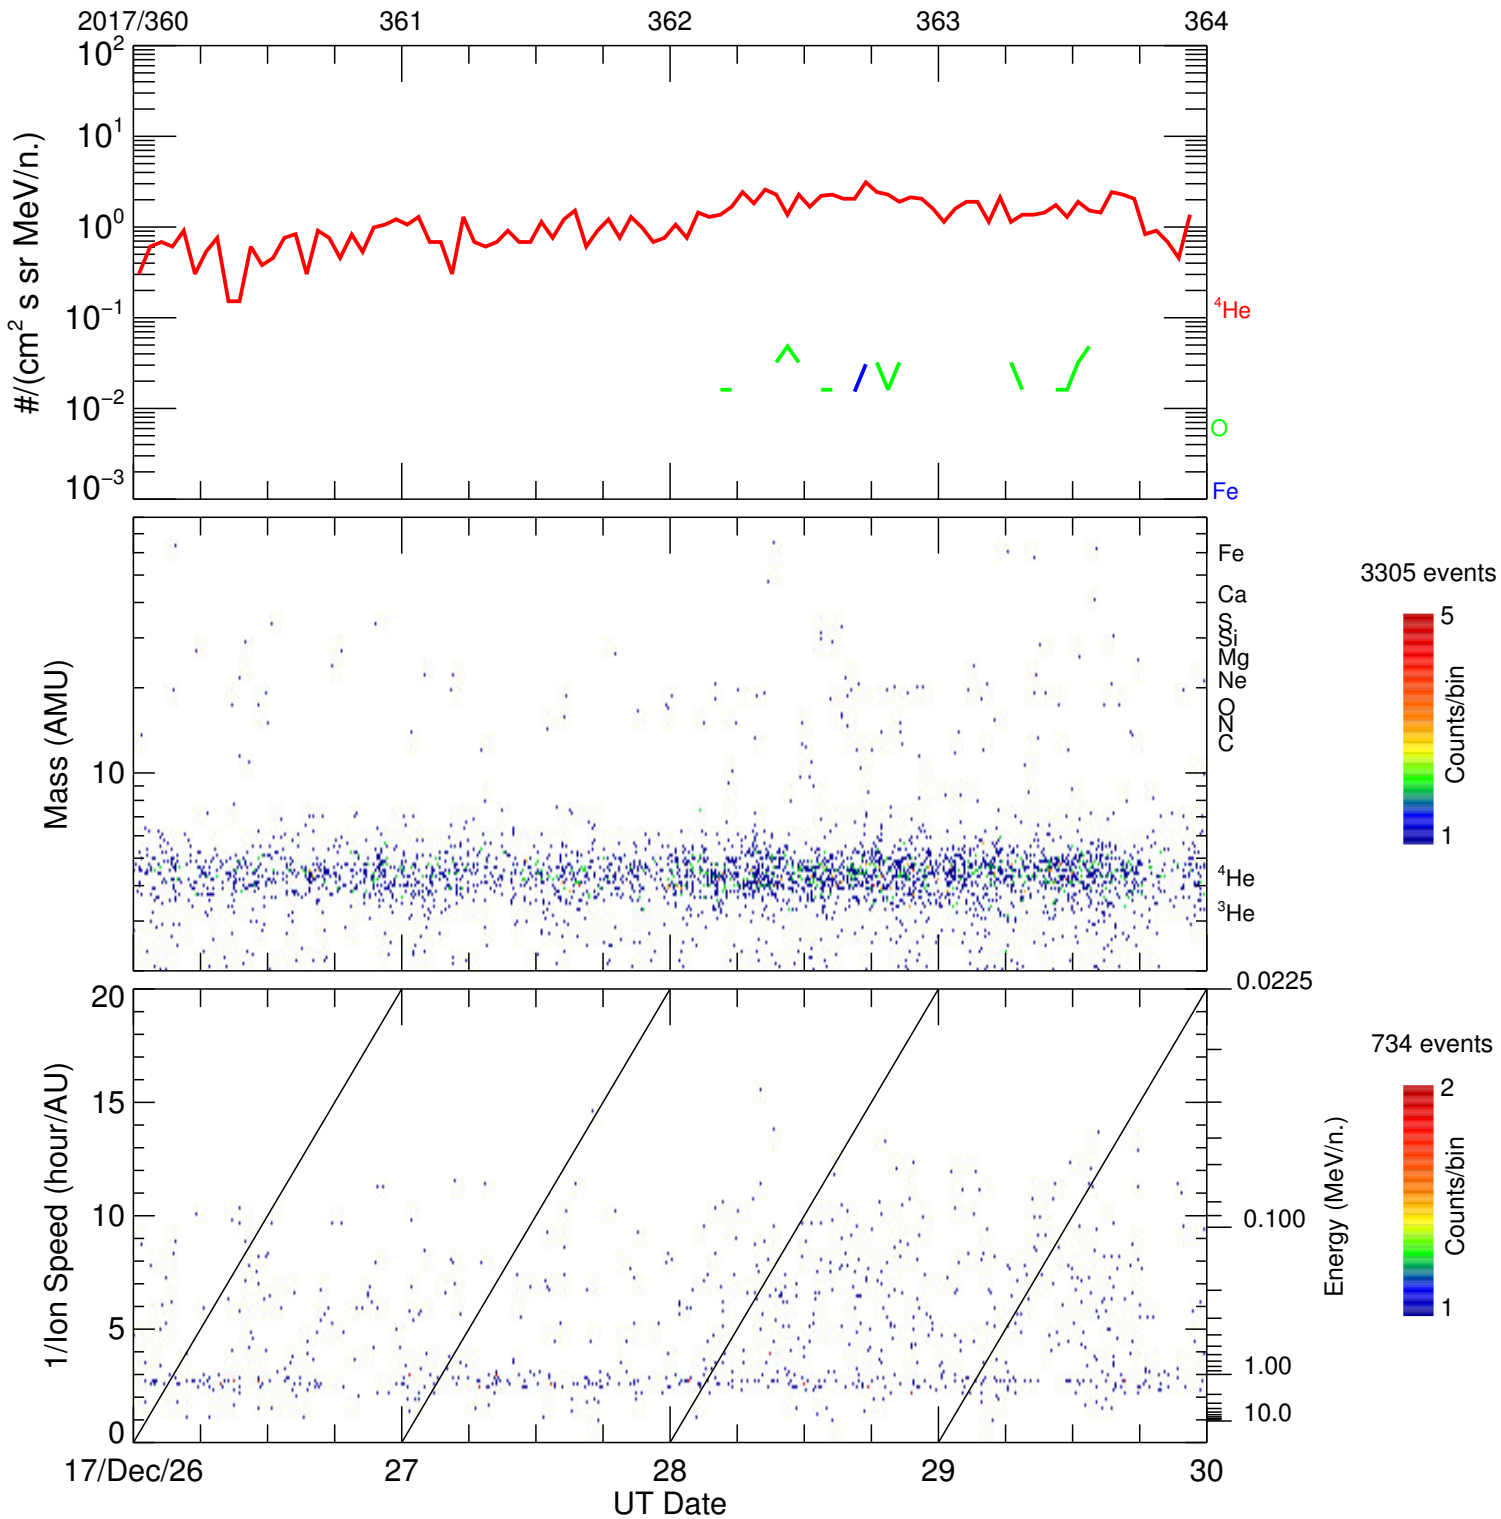 2017/360 361 362 363 364
10²
10¹
10⁰
10⁻¹
10⁻²
10⁻³
#/(cm² s sr MeV/n.)
⁴He
O
Fe
Mass (AMU)
10
Fe
Ca
S
Si
Mg
Ne
O
N
C
⁴He
³He
3305 events
5
Counts/bin
1
1/Ion Speed (hour/AU)
20
15
10
5
0
0.0225
0.100
1.00
10.0
Energy (MeV/n.)
734 events
2
Counts/bin
1
17/Dec/26 27 28 29 30
UT Date